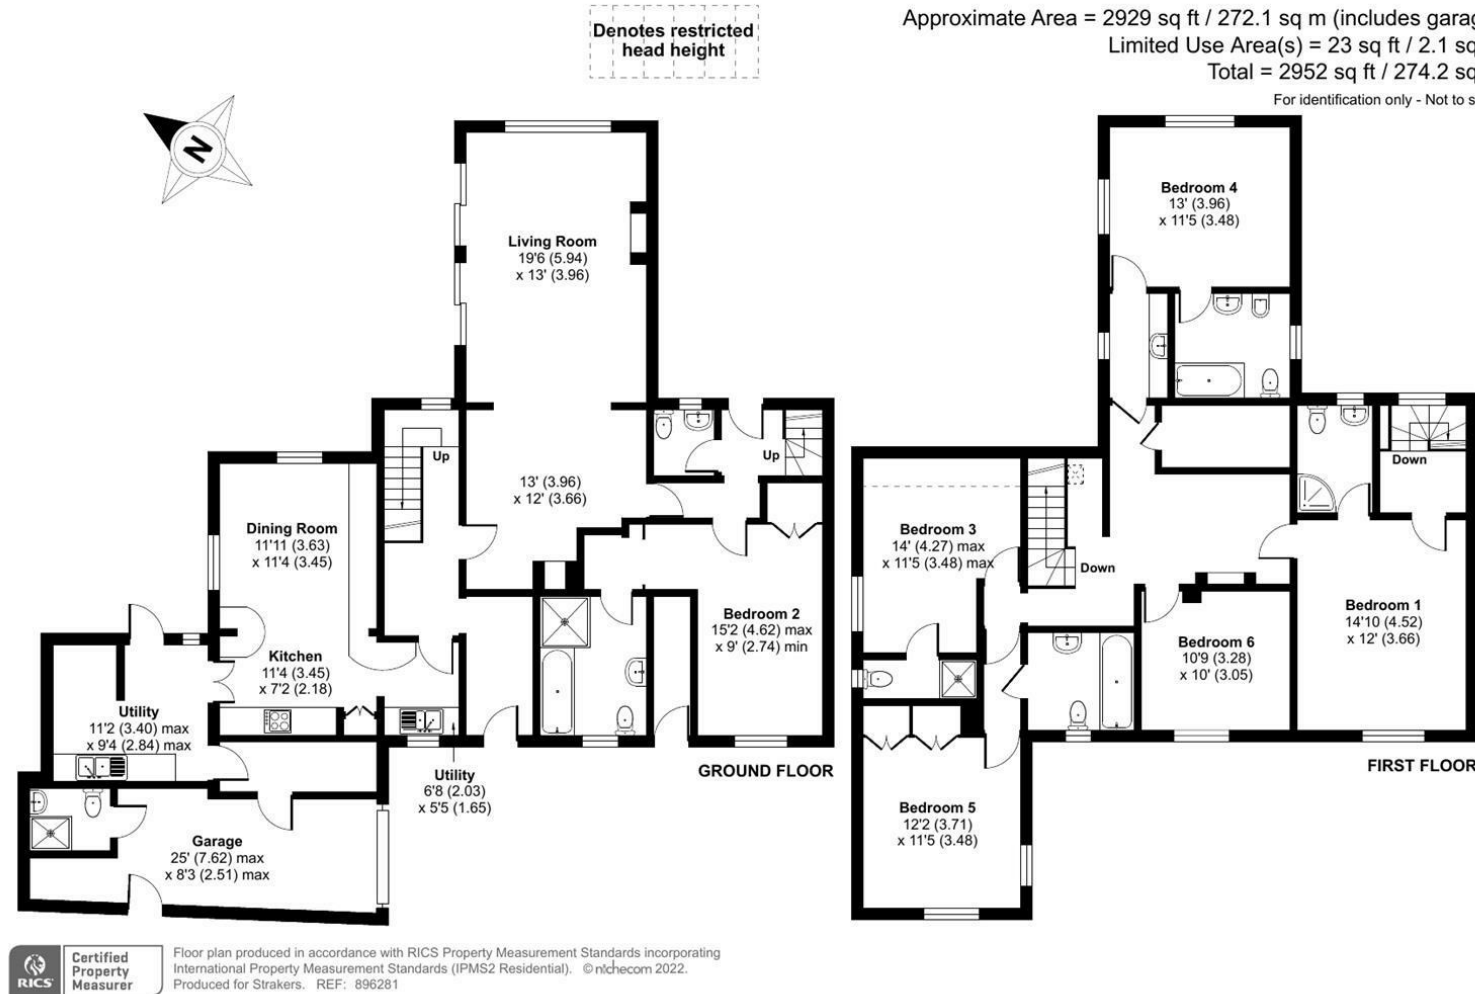 Denotes restricted
head height
Approximate Area = 2929 sq ft / 272.1 sq m (includes garag
Limited Use Area(s) = 23 sq ft / 2.1 sq
Total = 2952 sq ft / 274.2 sq
For identification only - Not to s
N
Living Room
19'6 (5.94)
x 13' (3.96)
Up
Up
13' (3.96)
x 12' (3.66)
Dining Room
11'11 (3.63)
x 11'4 (3.45)
Kitchen
11'4 (3.45)
x 7'2 (2.18)
Bedroom 2
15'2 (4.62) max
x 9' (2.74) min
Utility
11'2 (3.40) max
x 9'4 (2.84) max
Utility
6'8 (2.03)
x 5'5 (1.65)
Garage
25' (7.62) max
x 8'3 (2.51) max
GROUND FLOOR
Bedroom 4
13' (3.96)
x 11'5 (3.48)
Down
Bedroom 3
14' (4.27) max
x 11'5 (3.48) max
Down
Bedroom 1
14'10 (4.52)
x 12' (3.66)
Bedroom 6
10'9 (3.28)
x 10' (3.05)
Bedroom 5
12'2 (3.71)
x 11'5 (3.48)
FIRST FLOOR
RICS
Certified
Property
Measurer
Floor plan produced in accordance with RICS Property Measurement Standards incorporating
International Property Measurement Standards (IPMS2 Residential). © nichecom 2022.
Produced for Strakers. REF: 896281